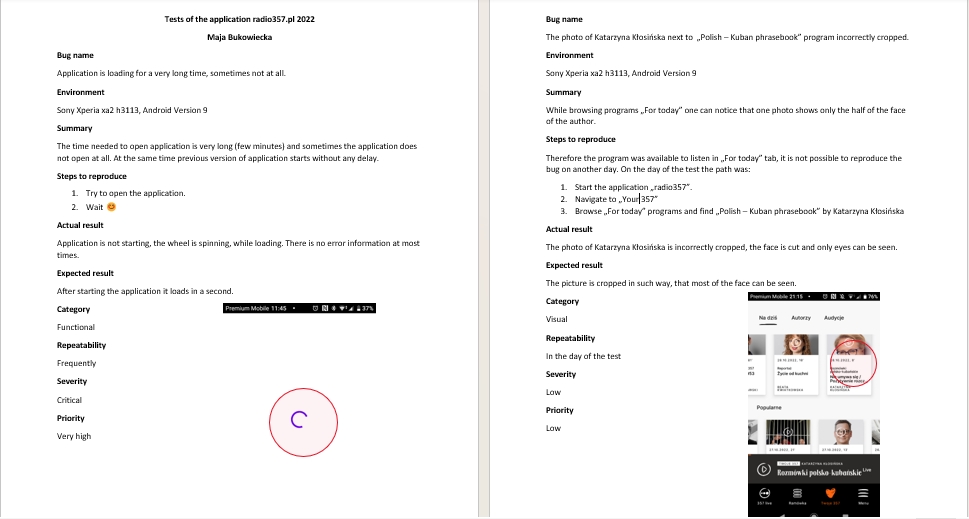 Tests of the application radio357.pl 2022
Maja Bukowiecka
Bug name
Application is loading for a very long time, sometimes not at all.
Environment
Sony Xperia xa2 h3113, Android Version 9
Summary
The time needed to open application is very long (few minutes) and sometimes the application does
not open at all. At the same time previous version of application starts without any delay.
Steps to reproduce
1. Try to open the application.
2. Wait 😊
Actual result
Application is not starting, the wheel is spinning, while loading. There is no error information at most
times.
Expected result
After starting the application it loads in a second.
Category
Functional
Repeatability
Frequently
Severity
Critical
Priority
Very high
Premium Mobile 11:45
37%
Bug name
The photo of Katarzyna Kłosińska next to „Polish – Kuban phrasebook” program incorrectly cropped.
Environment
Sony Xperia xa2 h3113, Android Version 9
Summary
While browsing programs „For today” one can notice that one photo shows only the half of the face
of the author.
Steps to reproduce
Therefore the program was available to listen in „For today” tab, it is not possible to reproduce the
bug on another day. On the day of the test the path was:
1. Start the application „radio357”.
2. Navigate to „Your357”
3. Browse „For today” programs and find „Polish – Kuban phrasebook” by Katarzyna Kłosińska
Actual result
The photo of Katarzyna Kłosińska is incorrectly cropped, the face is cut and only eyes can be seen.
Expected result
The picture is cropped in such way, that most of the face can be seen.
Category
Visual
Repeatability
In the day of the test
Severity
Low
Priority
Low
Premium Mobile 21:15
76%
Na dziś Autorzy Audycje
Reportaż
Życie od kuchni
Popularne
KATARZYNA KŁOSIŃSKA
Rozmówki polsko-kubańskie Live
357 live Ramówka Twoje 357 Menu